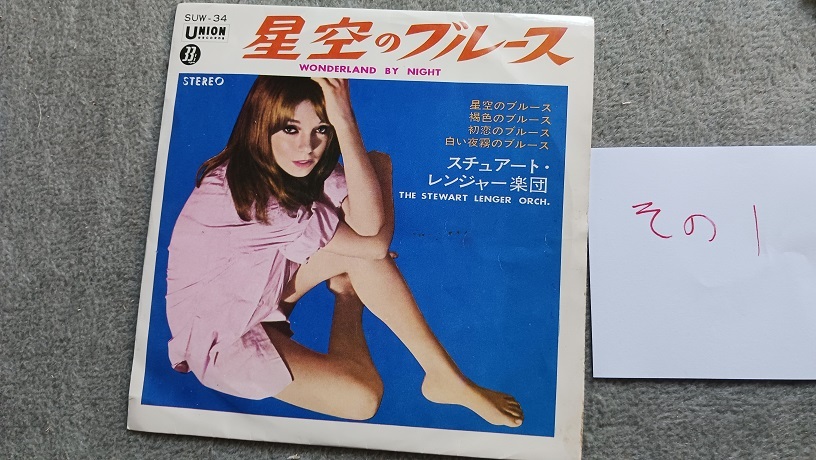 SUW-34
UNION
RECORDS
33
星空のブルース
WONDERLAND BY NIGHT
STEREO
星空のブルース
褐色のブルース
初恋のブルース
白い夜霧のブルース
スチュアート・
レンジャー楽団
THE STEWART LENGER ORCH.
その1